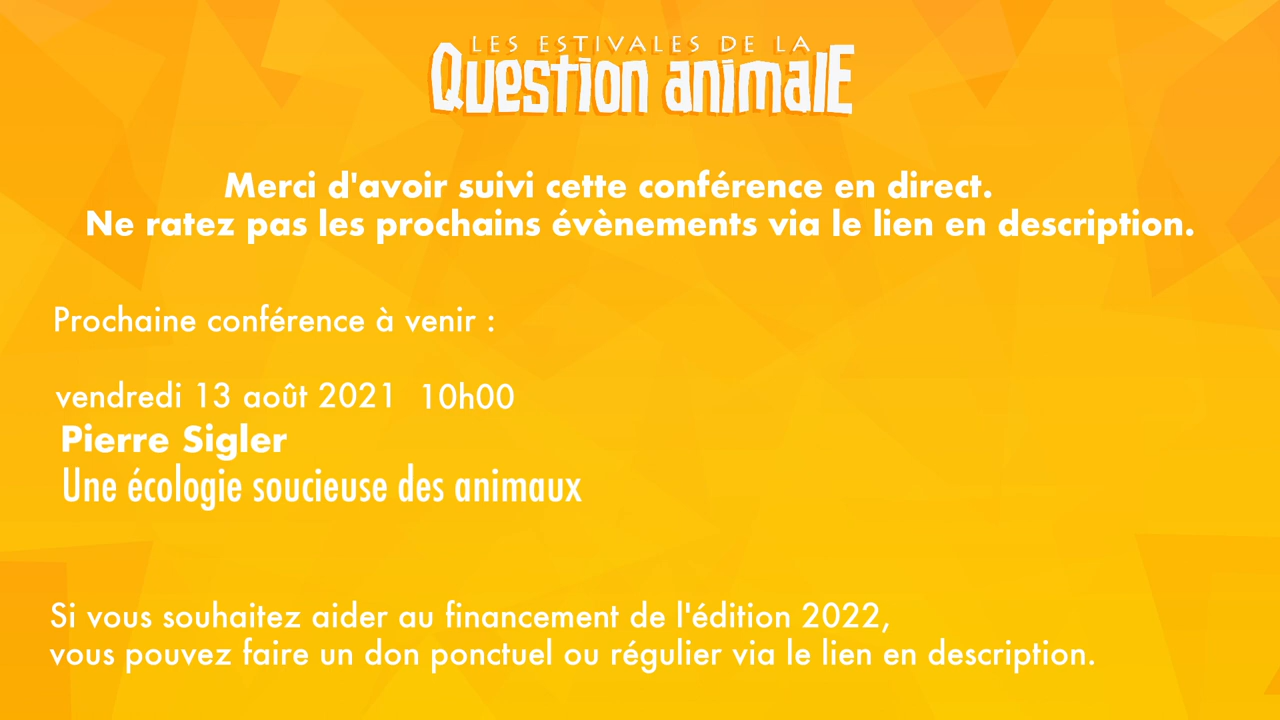 LES ESTIVALES DE LA
Question animale
Merci d'avoir suivi cette conférence en direct.
Ne ratez pas les prochains évènements via le lien en description.
Prochaine conférence à venir :
vendredi 13 août 2021 10h00
Pierre Sigler
Une écologie soucieuse des animaux
Si vous souhaitez aider au financement de l'édition 2022,
vous pouvez faire un don ponctuel ou régulier via le lien en description.